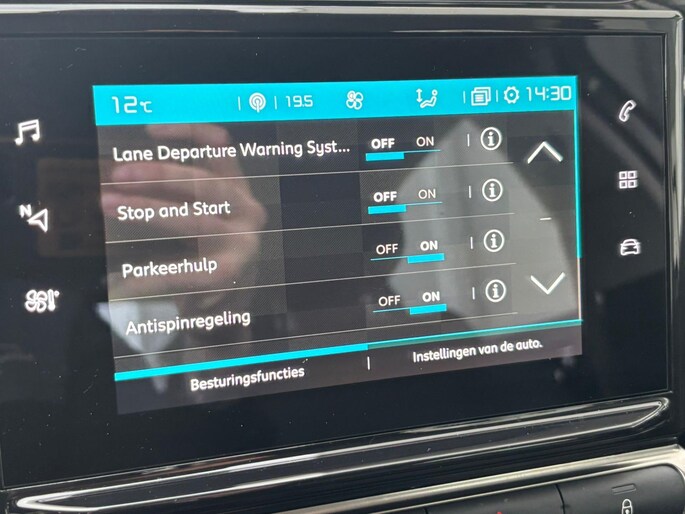 12°C 19.5 14:30
Lane Departure Warning Syst... OFF ON
Stop and Start OFF ON
Parkeerhulp OFF ON
Antispinregeling OFF ON
Besturingsfuncties Instellingen van de auto.
N